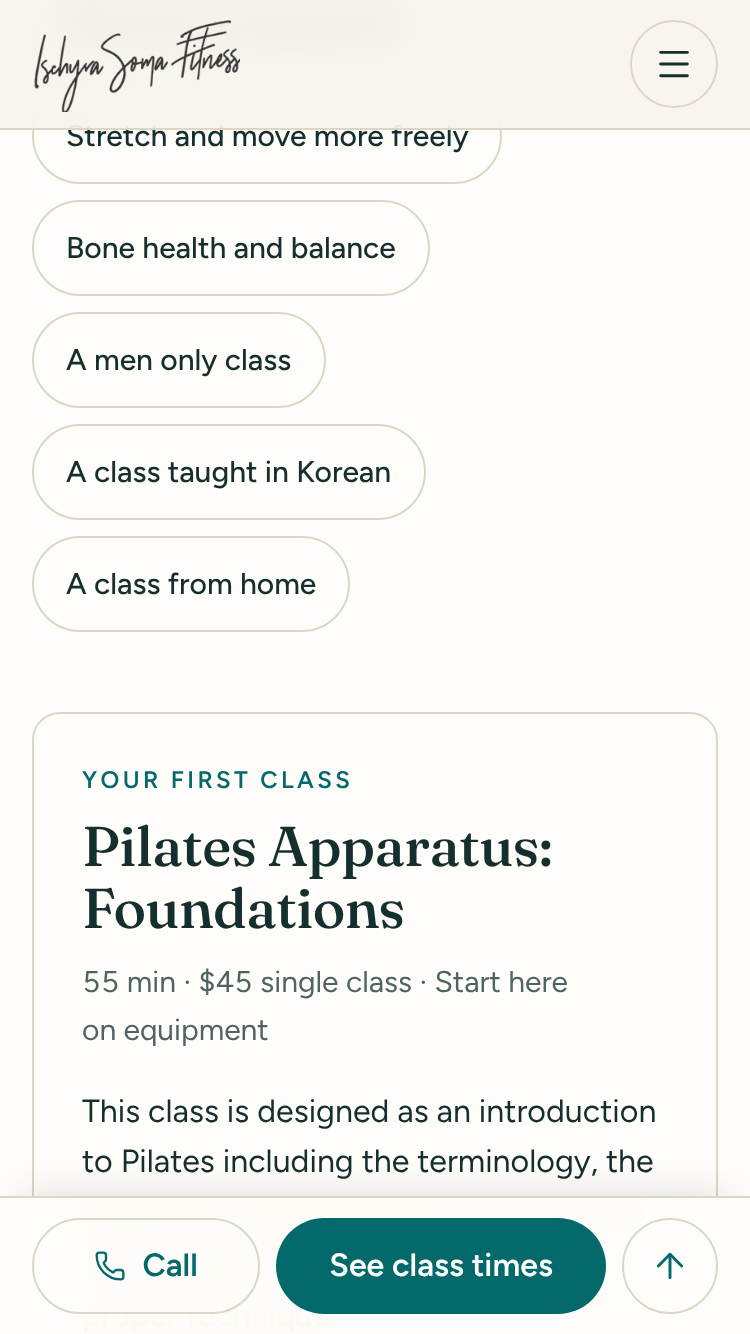 Ischyra Soma Fitness
Stretch and move more freely
Bone health and balance
A men only class
A class taught in Korean
A class from home
YOUR FIRST CLASS
Pilates Apparatus:
Foundations
55 min · $45 single class · Start here
on equipment
This class is designed as an introduction
to Pilates including the terminology, the
Call
See class times
proper technique